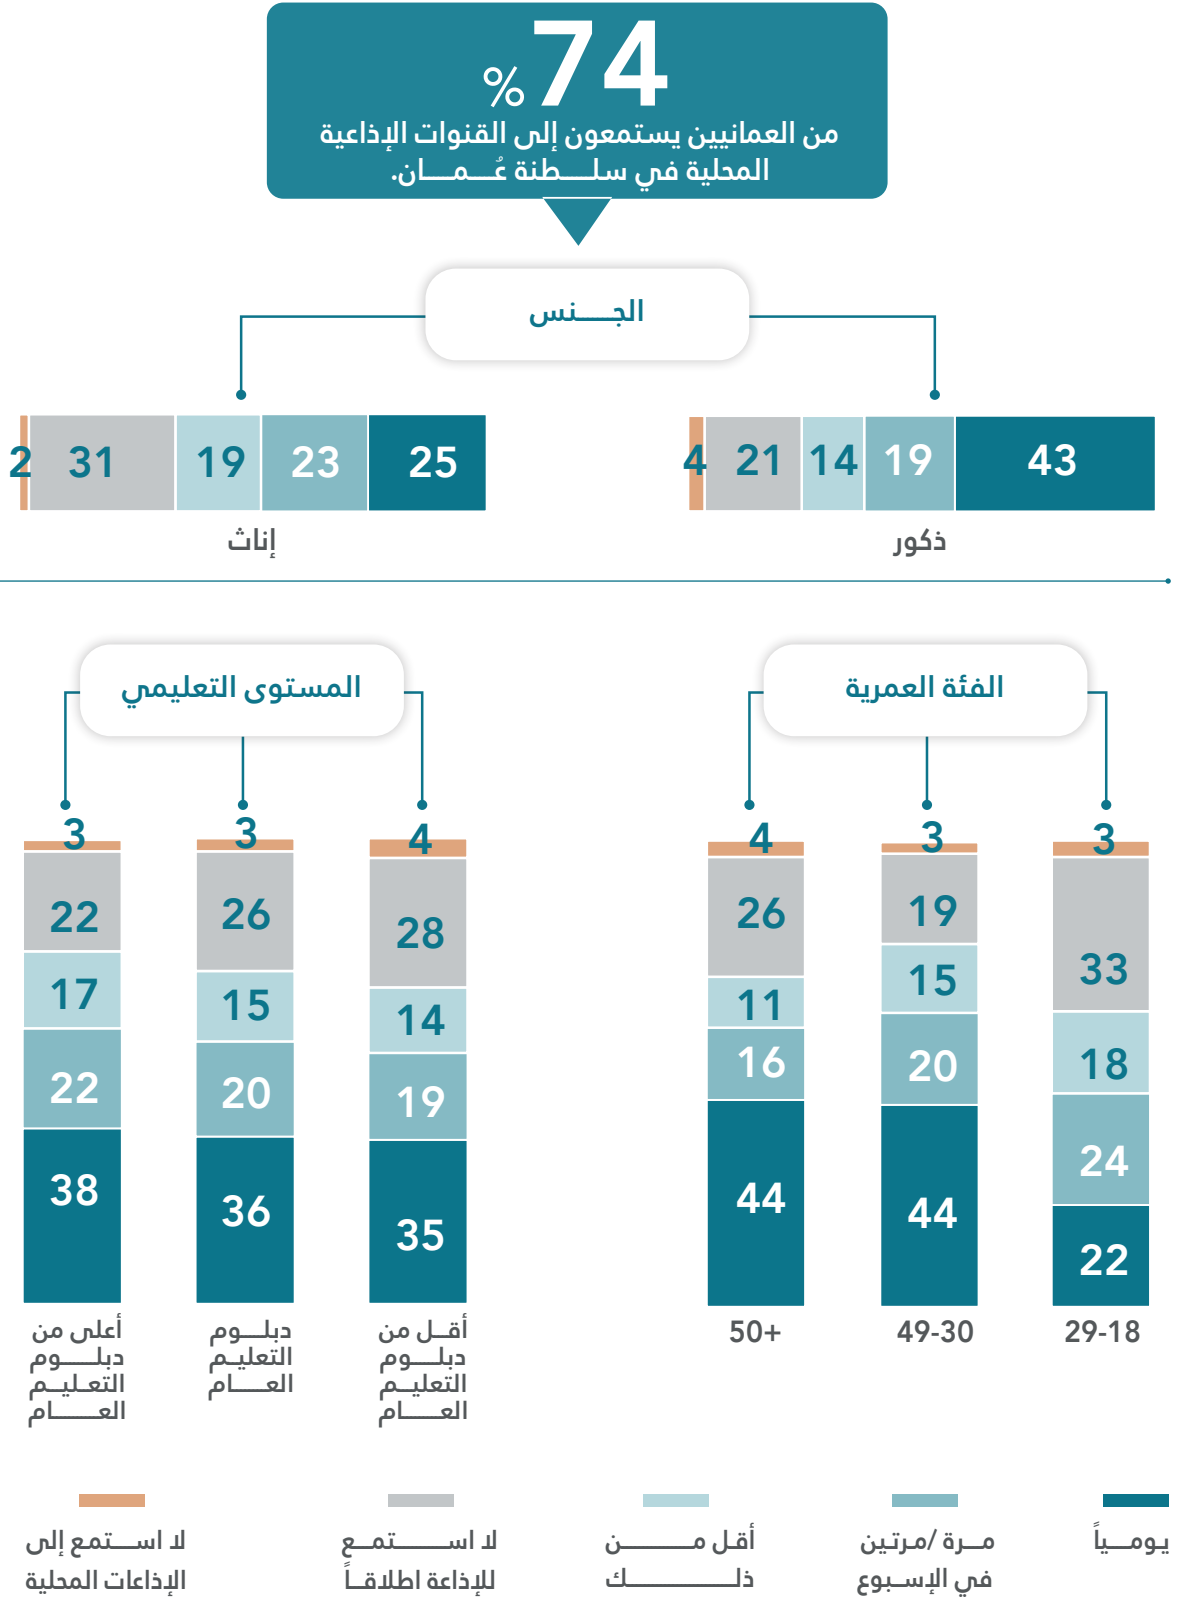 74%
من العمانيين يستمعون إلى القنوات الإذاعية
المحلية في سلطنة عُمان.
الجنس
43 19 14 21 4
ذكور
25 23 19 31 2
إناث
الفئة العمرية
3
33
18
24
22
29-18
3
19
15
20
44
49-30
4
26
11
16
44
50+
المستوى التعليمي
4
28
14
19
35
أقل من
دبلوم
التعليم
العام
3
26
15
20
36
دبلوم
التعليم
العام
3
22
17
22
38
أعلى من
دبلوم
التعليم
العام
يومياً
مرة /مرتين
في الإسبوع
أقل من
ذلك
لا استمع
للإذاعة اطلاقاً
لا استمع إلى
الإذاعات المحلية